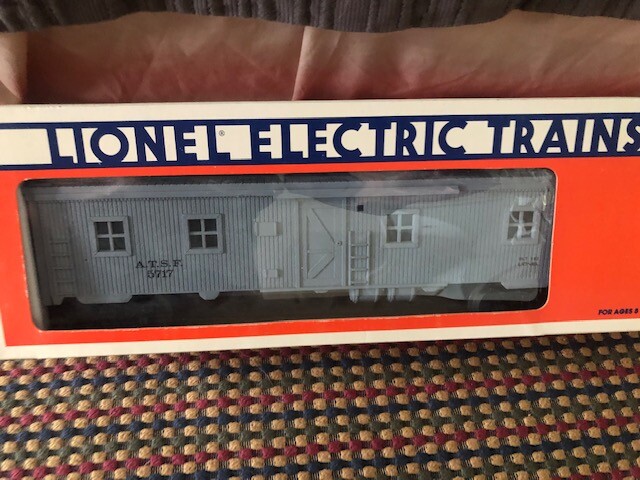 LIONEL® ELECTRIC TRAINS
A.T.S.F.
5717
FOR AGES 8